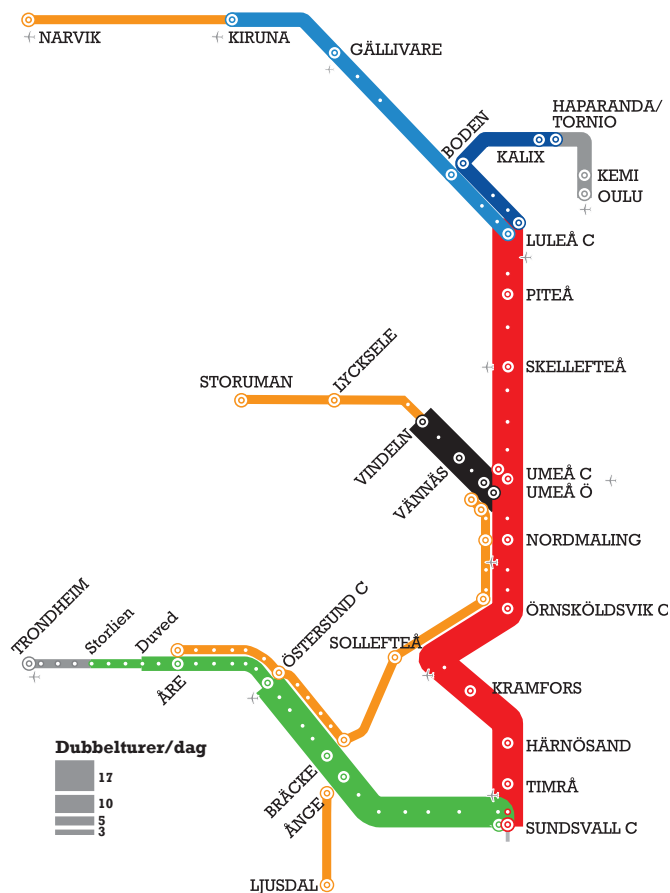 NARVIK
KIRUNA
GÄLLIVARE
BODEN
HAPARANDA/
TORNIO
KALIX
KEMI
OULU
LULEÅ C
PITEÅ
SKELLEFTEÅ
STORUMAN
LYCKSELE
VINDELN
VÄNNÄS
UMEÅ C
UMEÅ Ö
NORDMALING
ÖRNSKÖLDSVIK C
TRONDHEIM
Storlien
Duved
ÅRE
ÖSTERSUND C
SOLLEFTEÅ
KRAMFORS
HÄRNÖSAND
TIMRÅ
SUNDSVALL C
BRÄCKE
ÅNGE
LJUSDAL
Dubbelturer/dag
17
10
5
3